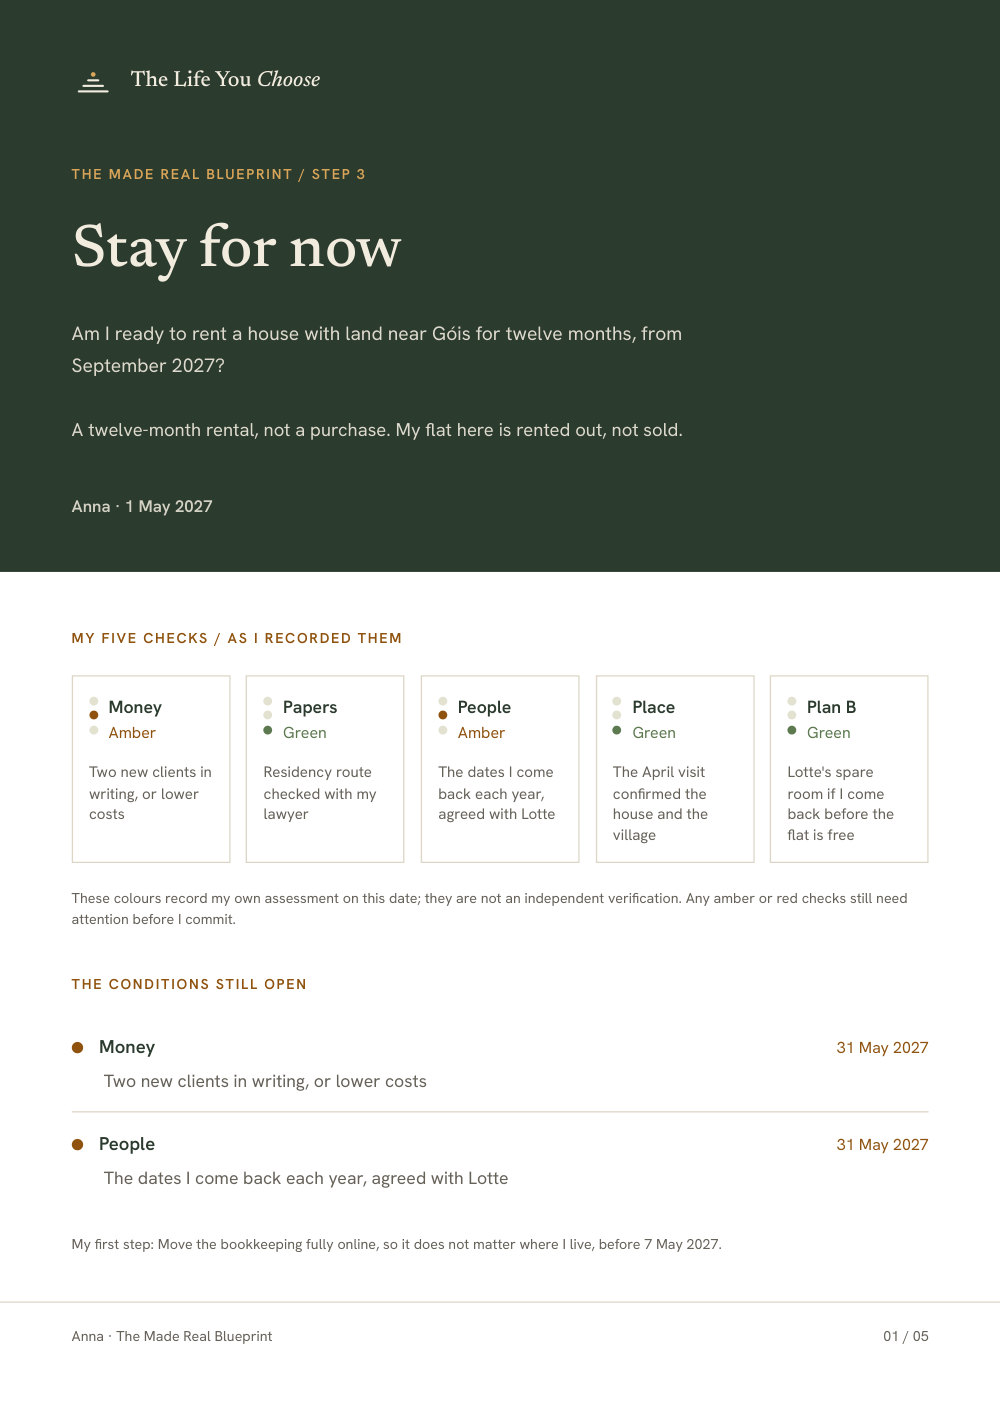 The Life You Choose
THE MADE REAL BLUEPRINT / STEP 3
Stay for now
Am I ready to rent a house with land near Góis for twelve months, from
September 2027?
A twelve-month rental, not a purchase. My flat here is rented out, not sold.
Anna · 1 May 2027
MY FIVE CHECKS / AS I RECORDED THEM
Money
Amber
Two new clients in
writing, or lower
costs
Papers
Green
Residency route
checked with my
lawyer
People
Amber
The dates I come
back each year,
agreed with Lotte
Place
Green
The April visit
confirmed the
house and the
village
Plan B
Green
Lotte's spare
room if I come
back before the
flat is free
These colours record my own assessment on this date; they are not an independent verification. Any amber or red checks still need
attention before I commit.
THE CONDITIONS STILL OPEN
Money
31 May 2027
Two new clients in writing, or lower costs
People
31 May 2027
The dates I come back each year, agreed with Lotte
My first step: Move the bookkeeping fully online, so it does not matter where I live, before 7 May 2027.
Anna · The Made Real Blueprint
01 / 05